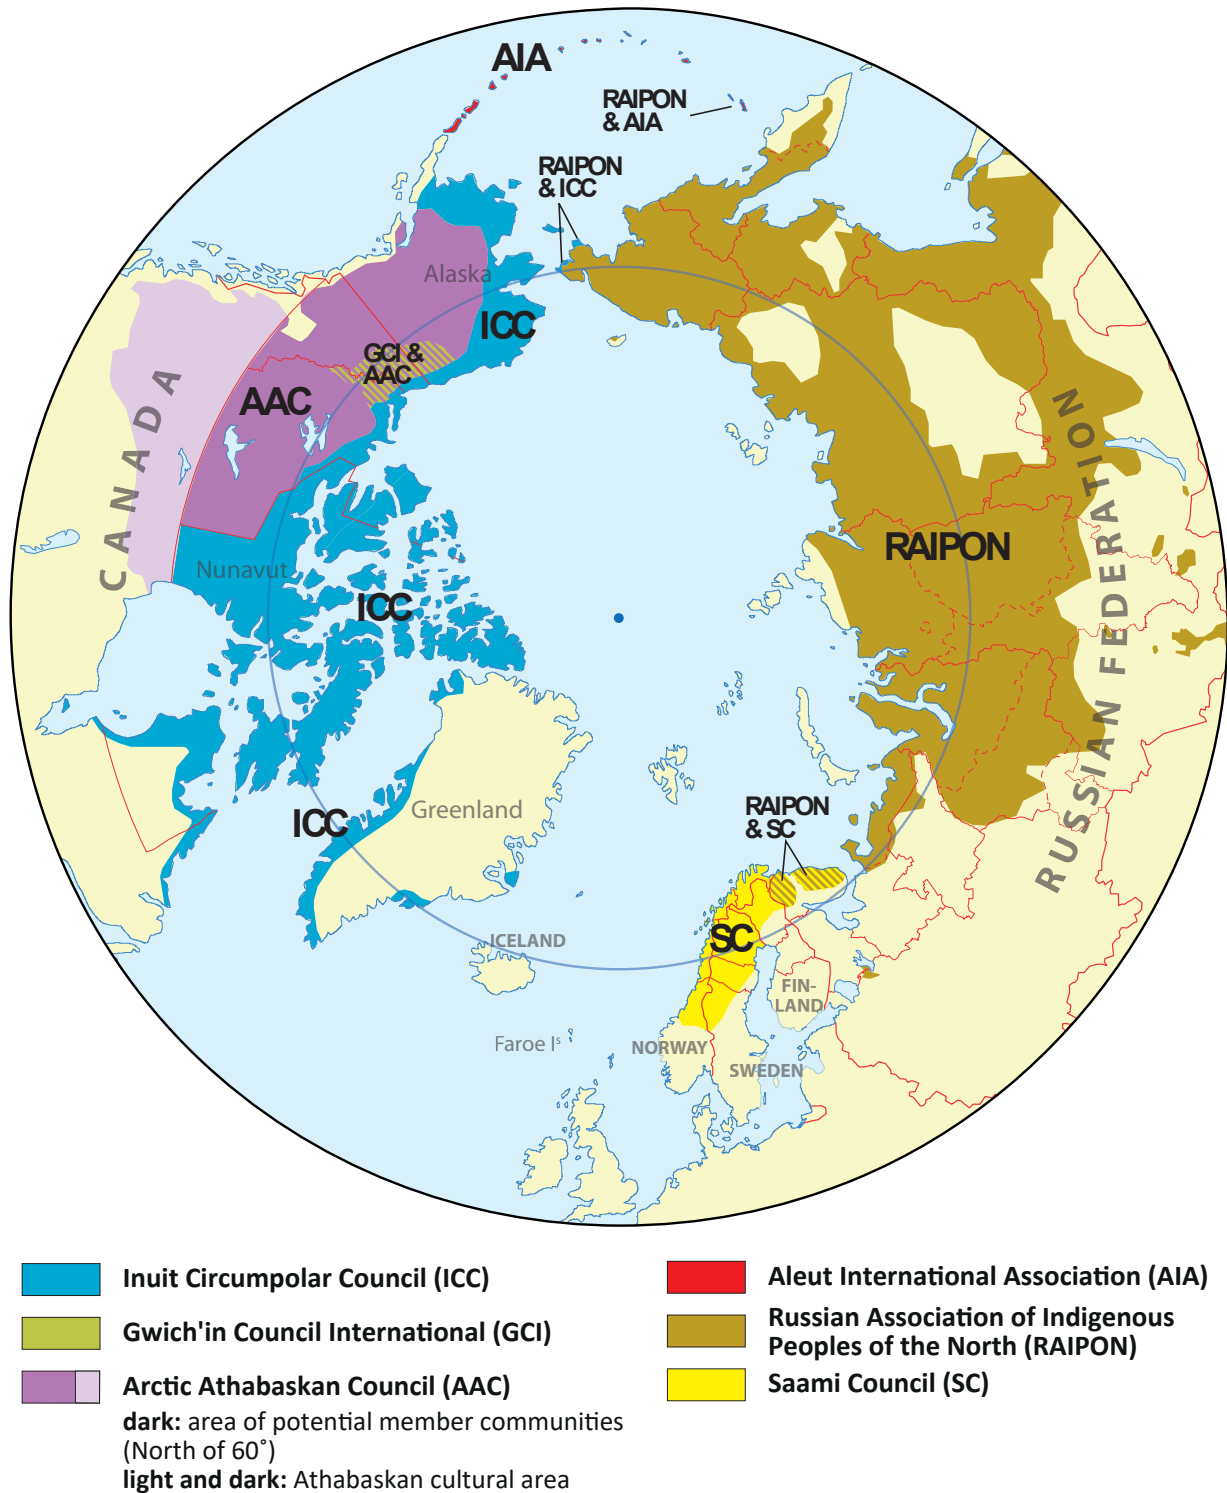 AIA
RAIPON
& AIA
RAIPON
& ICC
Alaska
ICC
GCI &
AAC
AAC
CANADA
RUSSIAN FEDERATION
RAIPON
Nunavut
ICC
ICC
Greenland
RAIPON
& SC
SC
ICELAND
FIN-
LAND
Faroe Iˢ
NORWAY
SWEDEN
Inuit Circumpolar Council (ICC)
Gwich'in Council International (GCI)
Arctic Athabaskan Council (AAC)
dark: area of potential member communities
(North of 60˚)
light and dark: Athabaskan cultural area
Aleut International Association (AIA)
Russian Association of Indigenous
Peoples of the North (RAIPON)
Saami Council (SC)